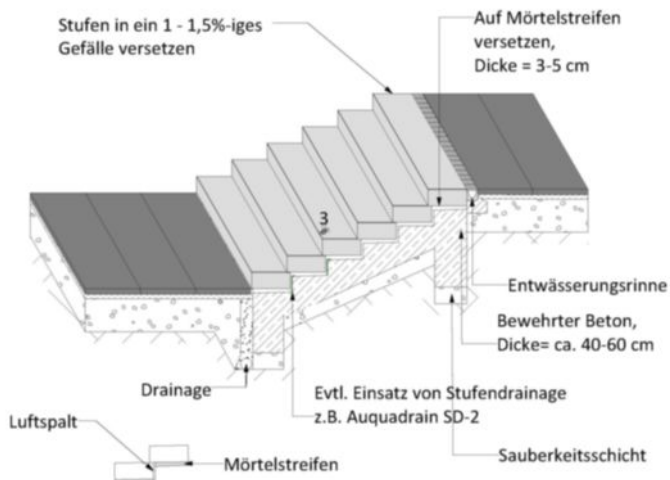 Stufen in ein 1 - 1,5%-iges
Gefälle versetzen
Auf Mörtelstreifen
versetzen,
Dicke = 3-5 cm
3
Entwässerungsrinne
Bewehrter Beton,
Dicke= ca. 40-60 cm
Drainage
Evtl. Einsatz von Stufendrainage
z.B. Auquadrain SD-2
Luftspalt
Mörtelstreifen
Sauberkeitsschicht